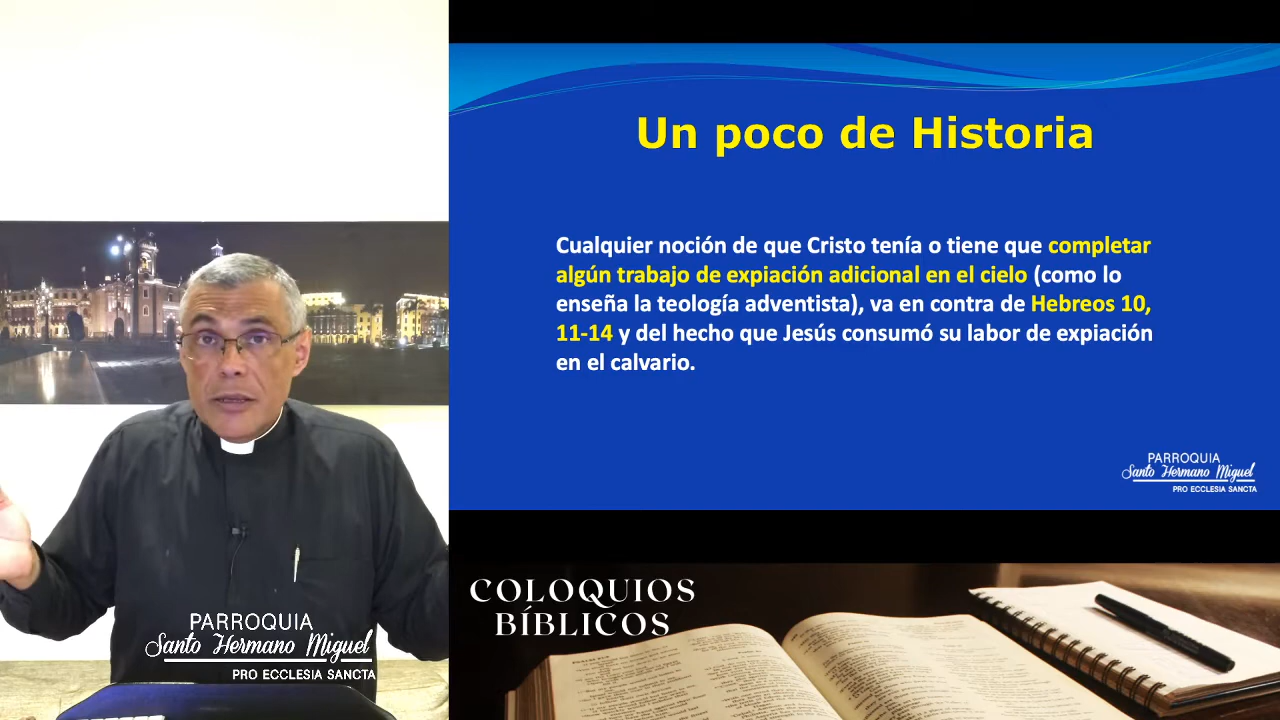 Un poco de Historia
Cualquier noción de que Cristo tenía o tiene que completar
algún trabajo de expiación adicional en el cielo (como lo
enseña la teología adventista), va en contra de Hebreos 10,
11-14 y del hecho que Jesús consumó su labor de expiación
en el calvario.
PARROQUIA
Santo Hermano Miguel
PRO ECCLESIA SANCTA
COLOQUIOS
BÍBLICOS
PARROQUIA
Santo Hermano Miguel
PRO ECCLESIA SANCTA